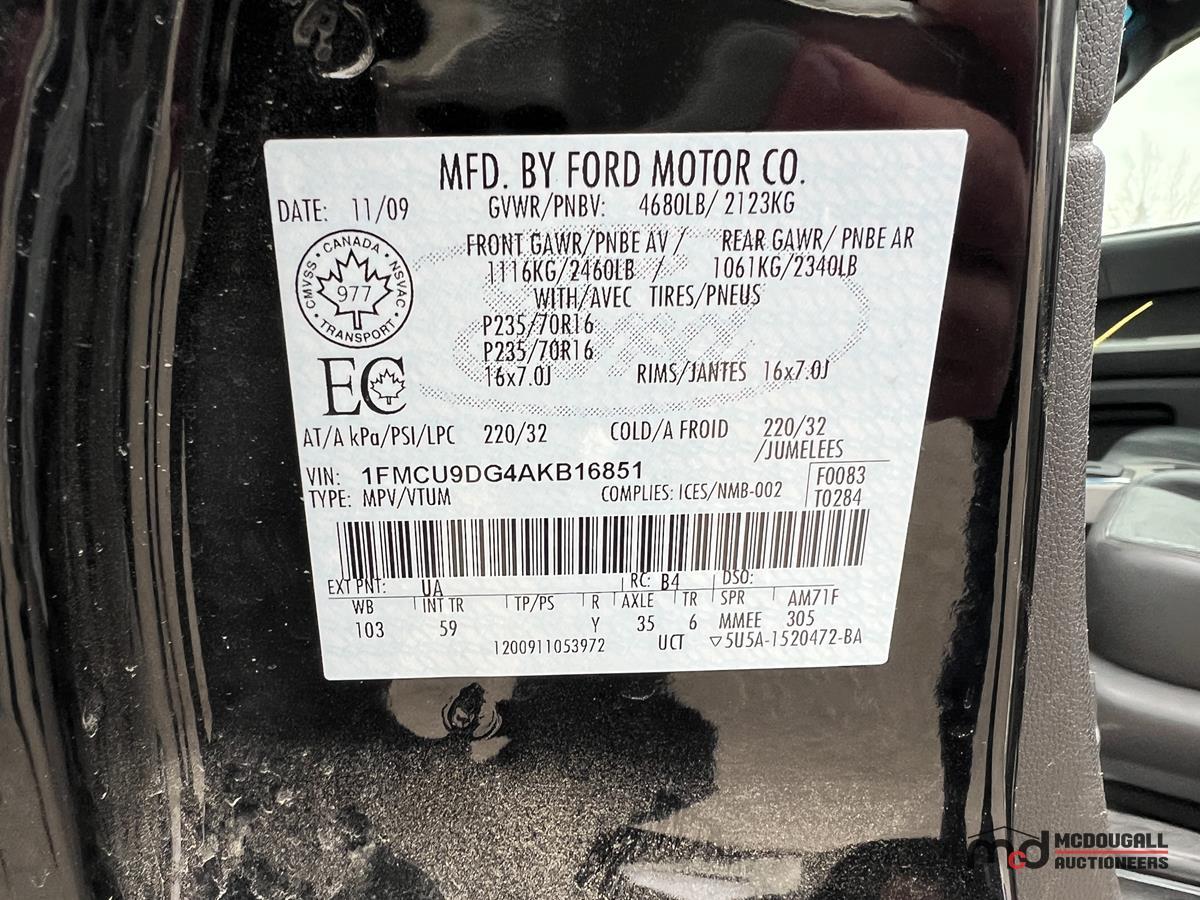 MFD. BY FORD MOTOR CO.
DATE: 11/09 GVWR/PNBV: 4680LB/ 2123KG
FRONT GAWR/PNBE AV / REAR GAWR/ PNBE AR
1116KG/2460LB / 1061KG/2340LB
WITH/AVEC TIRES/PNEUS
P235/70R16
P235/70R16
16x7.0J RIMS/JANTES 16x7.0J
CANADA
CMVSS NSVAC
977
TRANSPORT
EC
AT/A kPa/PSI/LPC 220/32 COLD/A FROID 220/32
/JUMELEES
VIN: 1FMCU9DG4AKB16851 F0083
TYPE: MPV/VTUM COMPLIES: ICES/NMB-002 T0284
EXT PNT: UA RC: B4 DSO:
WB INT TR TP/PS R AXLE TR SPR AM71F
103 59 Y 35 6 MMEE 305
1200911053972 UCT ▽5U5A-1520472-BA
mcd MCDOUGALL
AUCTIONEERS